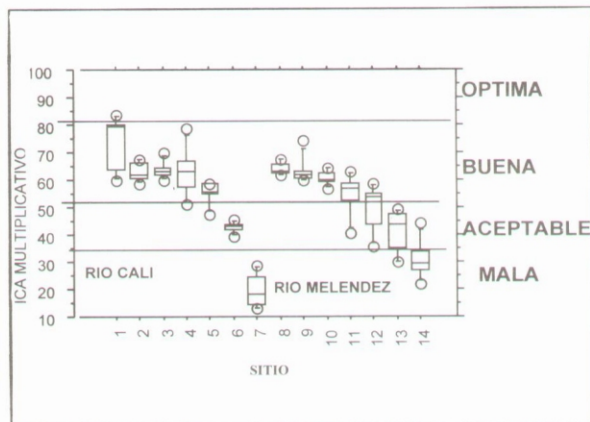 100
90
80
70
60
50
40
30
20
10
ICA MULTIPLICATIVO
OPTIMA
BUENA
ACEPTABLE
MALA
RIO CALI
RIO MELENDEZ
1 2 3 4 5 6 7 8 9 10 11 12 13 14
SITIO